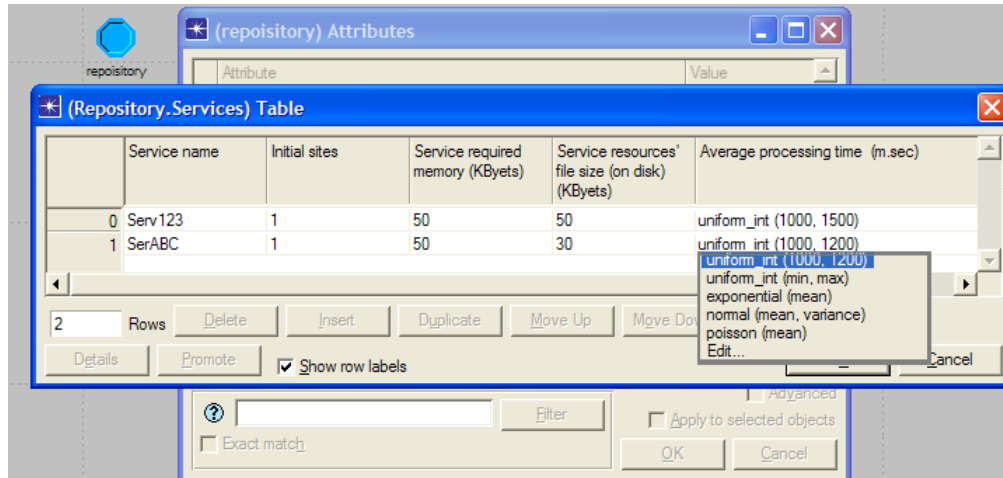 repoisitory
(repoisitory) Attributes
Attribute Value
(Repository.Services) Table
Service name Initial sites Service required memory (KByets) Service resources' file size (on disk) (KByets) Average processing time (m.sec)
0 Serv123 1 50 50 uniform_int (1000, 1500)
1 SerABC 1 50 30 uniform_int (1000, 1200)
uniform_int (1000, 1200)
uniform_int (min, max)
exponential (mean)
normal (mean, variance)
poisson (mean)
Edit...
2 Rows Delete Insert Duplicate Move Up Move Do
Details Promote Show row labels Cancel
Advanced
Filter Apply to selected objects
Exact match
OK Cancel